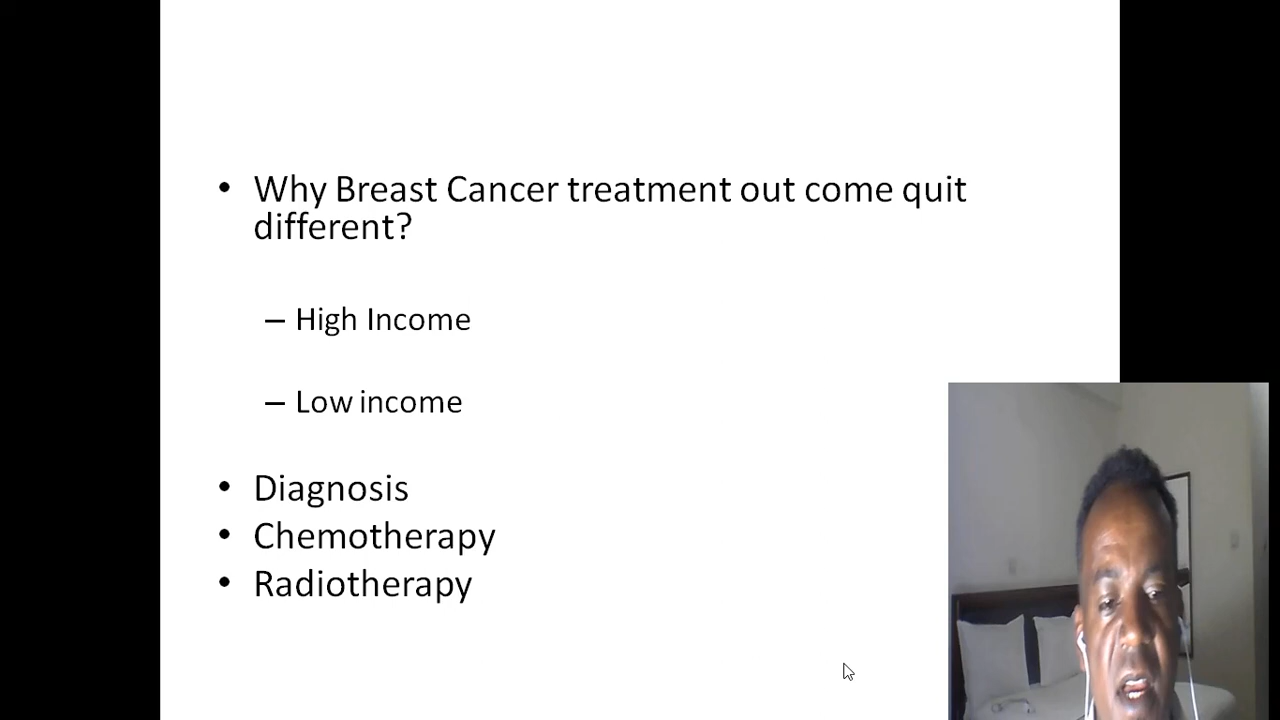 • Why Breast Cancer treatment out come quit
different?
– High Income
– Low income
• Diagnosis
• Chemotherapy
• Radiotherapy